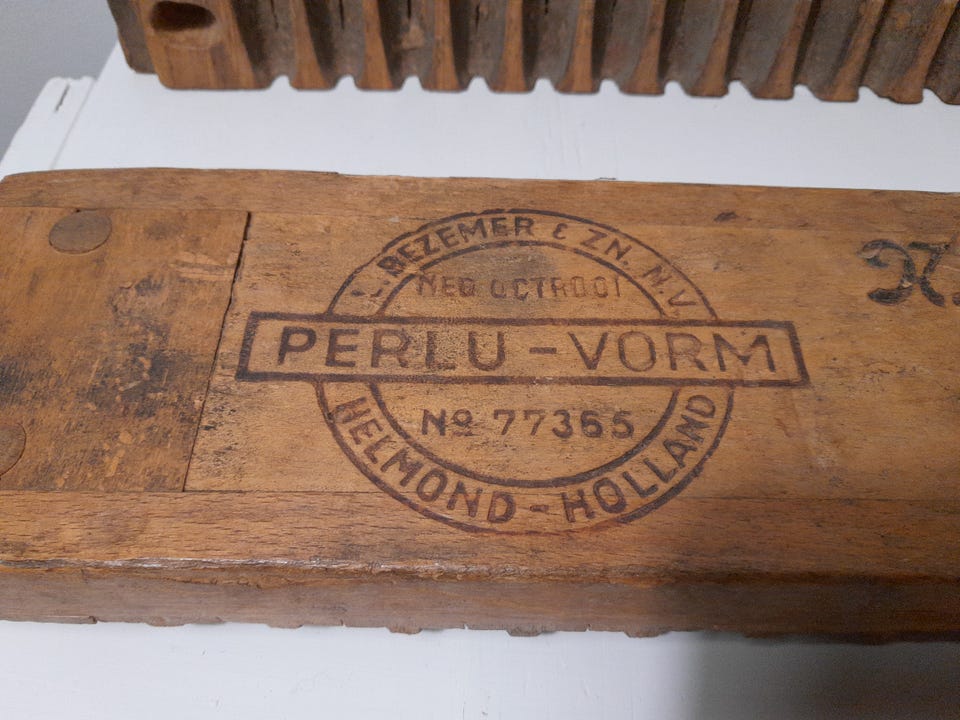 L. BEZEMER & ZN. N.V.
NED OCTROOI
PERLU-VORM
No 77365
HELMOND-HOLLAND
N.